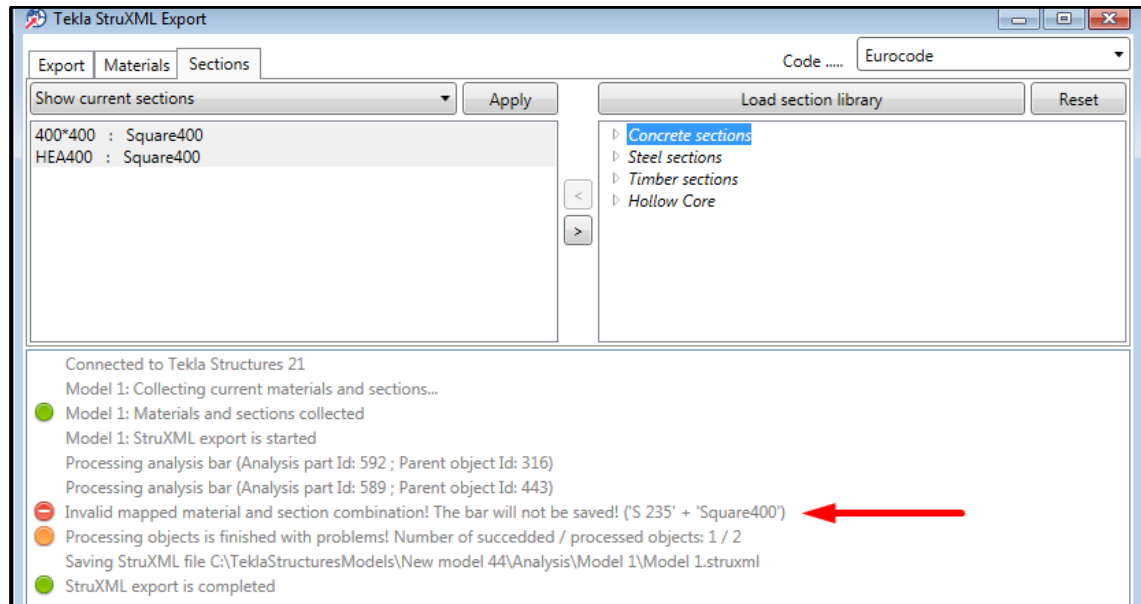 Tekla StruXML Export
Export Materials Sections Code ..... Eurocode
Show current sections Apply Load section library Reset
400*400 : Square400
HEA400 : Square400
Concrete sections
Steel sections
Timber sections
Hollow Core
<
>
Connected to Tekla Structures 21
Model 1: Collecting current materials and sections...
Model 1: Materials and sections collected
Model 1: StruXML export is started
Processing analysis bar (Analysis part Id: 592 ; Parent object Id: 316)
Processing analysis bar (Analysis part Id: 589 ; Parent object Id: 443)
Invalid mapped material and section combination! The bar will not be saved! ('S 235' + 'Square400')
Processing objects is finished with problems! Number of succedded / processed objects: 1 / 2
Saving StruXML file C:\TeklaStructuresModels\New model 44\Analysis\Model 1\Model 1.struxml
StruXML export is completed